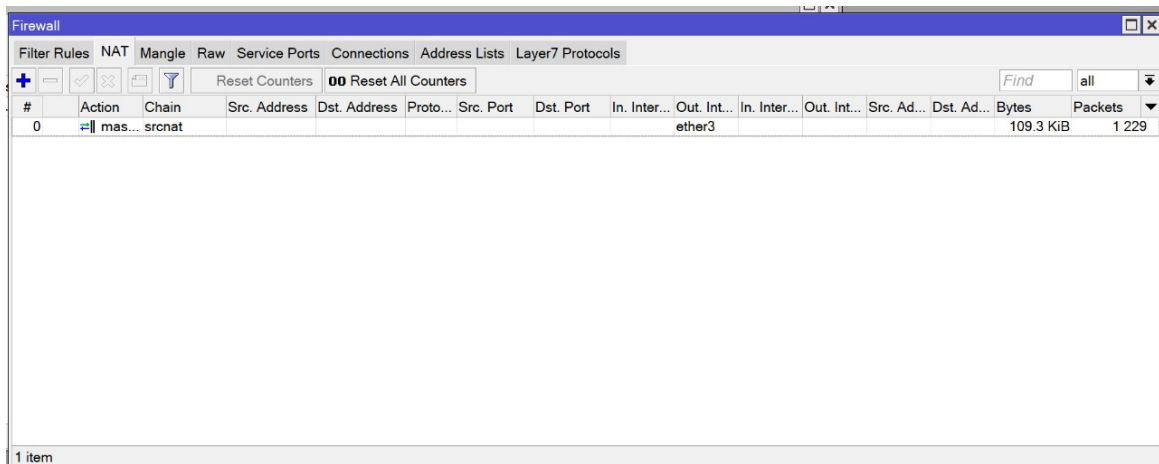 Firewall
Filter Rules NAT Mangle Raw Service Ports Connections Address Lists Layer7 Protocols
Reset Counters 00 Reset All Counters Find all
# Action Chain Src. Address Dst. Address Proto... Src. Port Dst. Port In. Inter... Out. Int... In. Inter... Out. Int... Src. Ad... Dst. Ad... Bytes Packets
0 mas... srcnat ether3 109.3 KiB 1 229
1 item